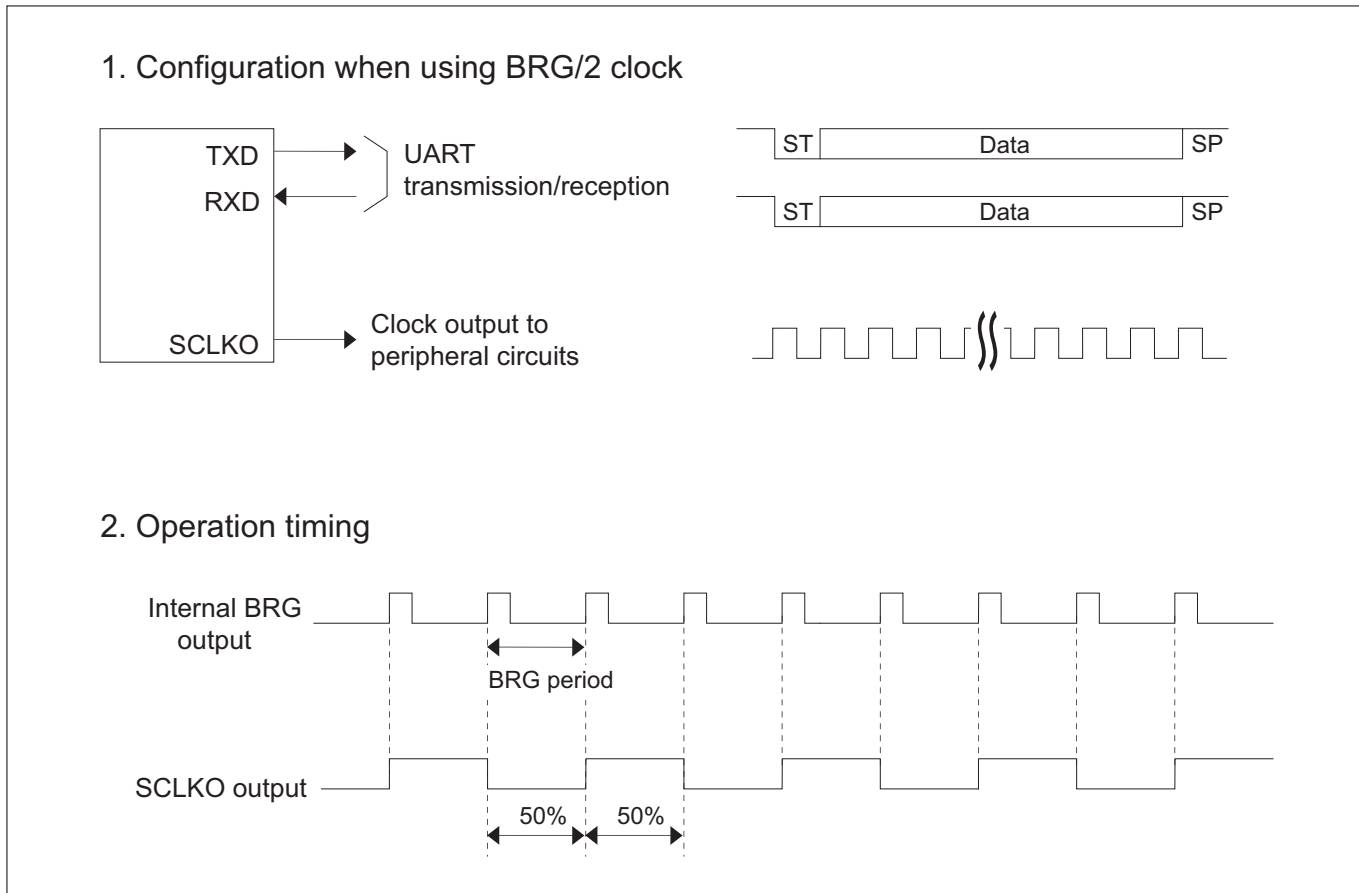 1. Configuration when using BRG/2 clock
TXD
RXD
SCLKO
UART
transmission/reception
Clock output to
peripheral circuits
ST
Data
SP
ST
Data
SP
2. Operation timing
Internal BRG
output
BRG period
SCLKO output
50%
50%